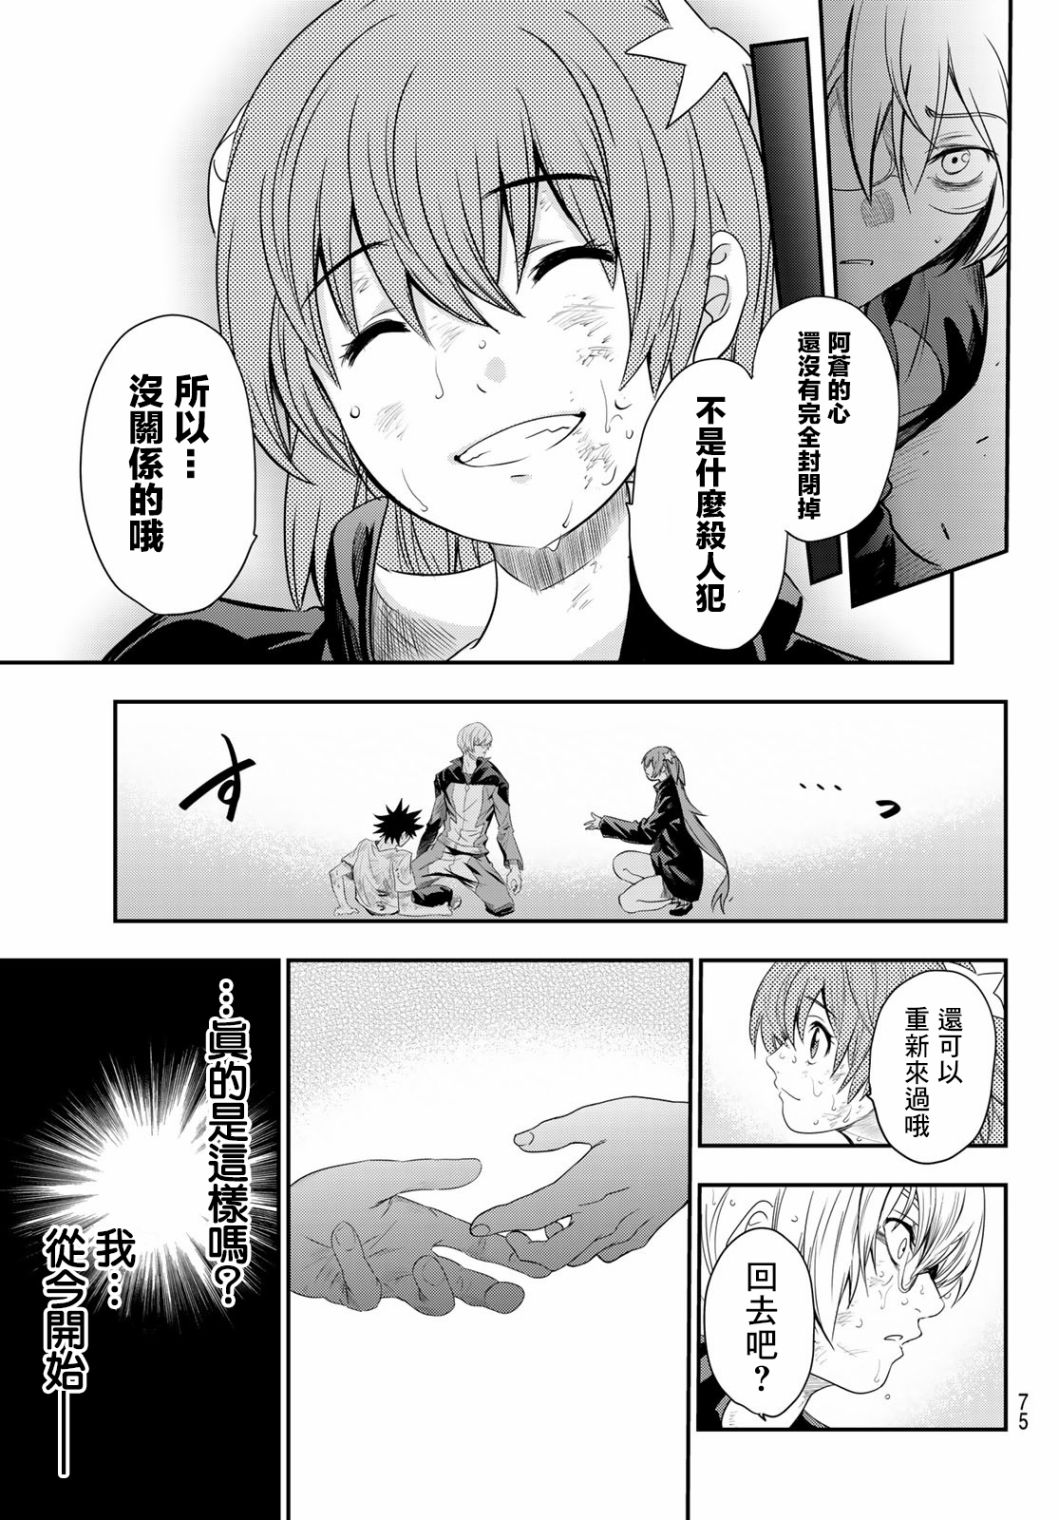 阿蒼的心
還沒有完全封閉掉
不是什麼殺人犯
所以…
沒關係的哦
…
っ
す
還可以
重新來過哦
回去吧？
…真的是這樣嗎？
我…
從今開始——
75